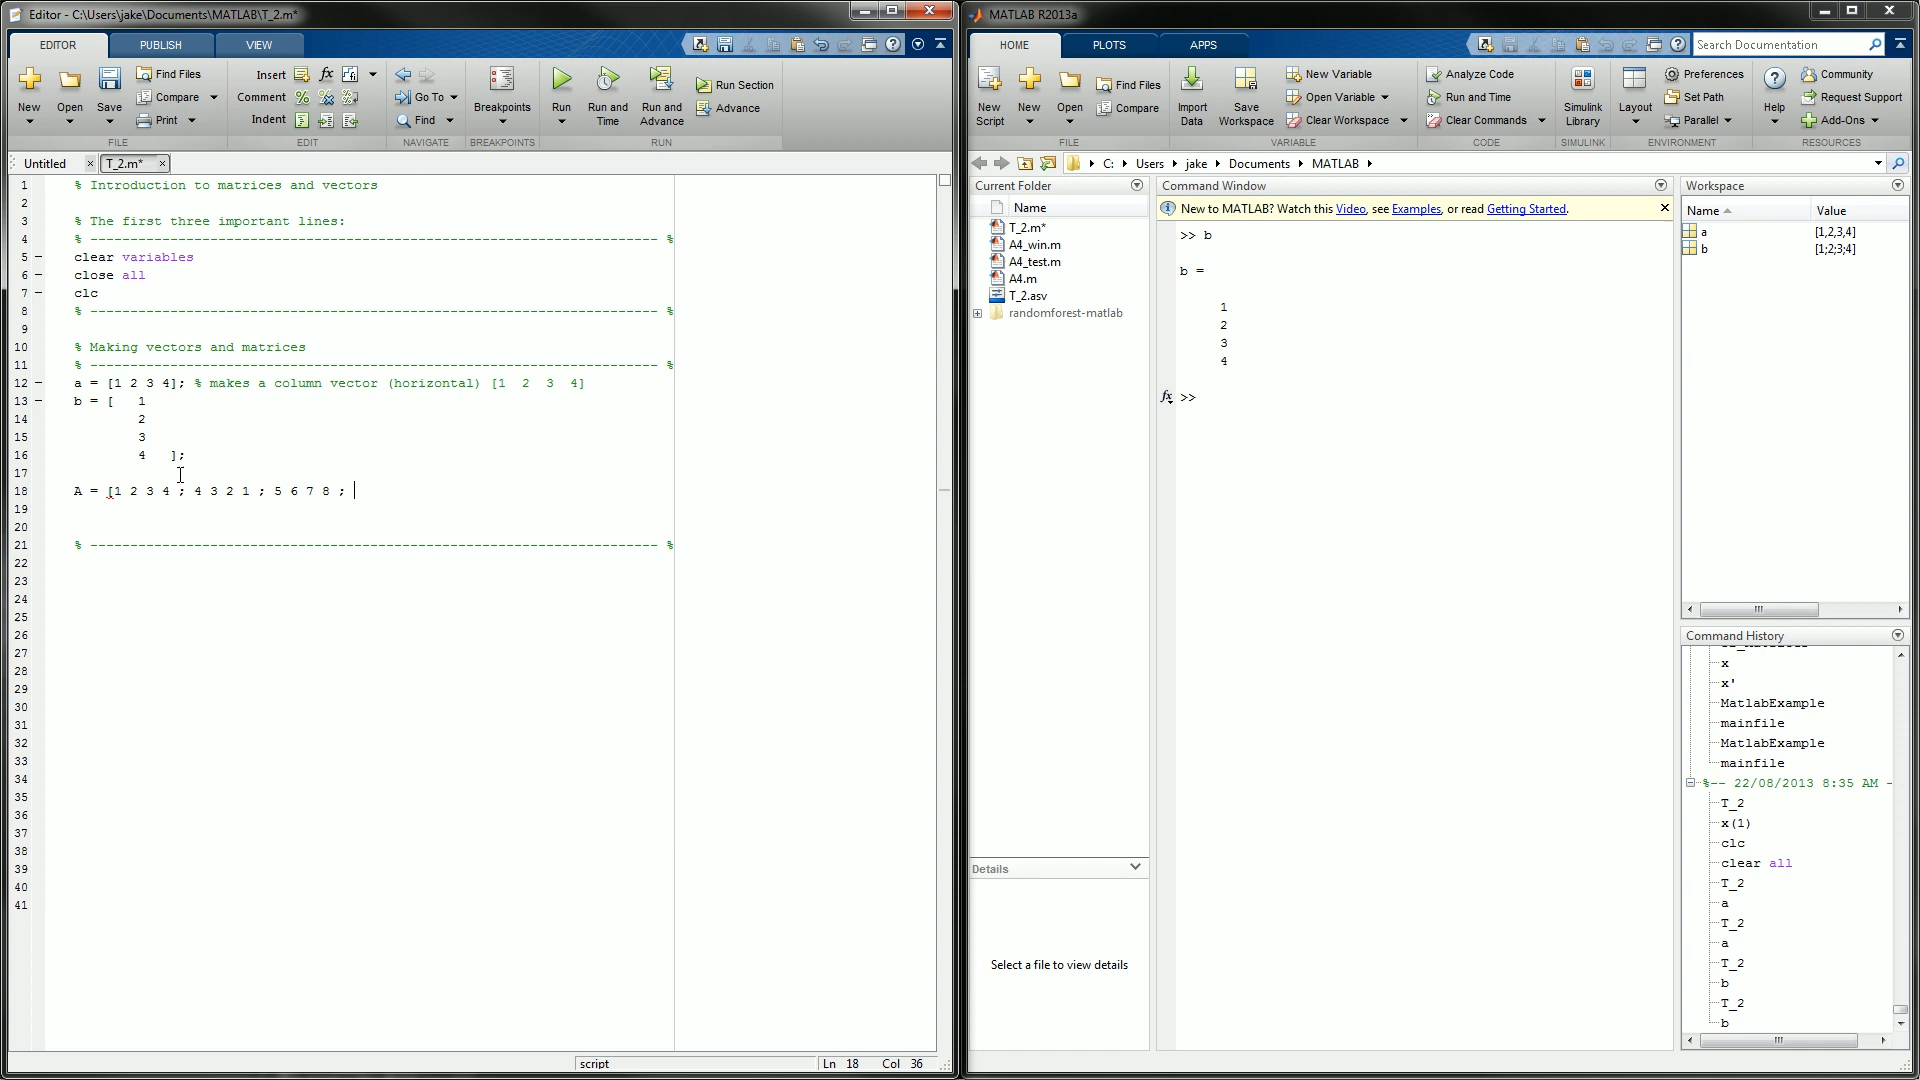 Editor - C:\Users\jake\Documents\MATLAB\T_2.m*
EDITOR PUBLISH VIEW
New Open Save Find Files Compare Print
FILE
Insert fx
Comment
Indent
EDIT
Go To Find
NAVIGATE
Breakpoints
BREAKPOINTS
Run Run and Time Run and Advance Run Section Advance
RUN
Untitled × T_2.m* ×
1 % Introduction to matrices and vectors
2
3 % The first three important lines:
4 % ----------------------------------------------------------------------- %
5 – clear variables
6 – close all
7 – clc
8 % ----------------------------------------------------------------------- %
9
10 % Making vectors and matrices
11 % ----------------------------------------------------------------------- %
12 – a = [1 2 3 4]; % makes a column vector (horizontal) [1 2 3 4]
13 – b = [ 1
14 2
15 3
16 4 ];
17
18 A = [1 2 3 4 ; 4 3 2 1 ; 5 6 7 8 ;
19
20
21 % ----------------------------------------------------------------------- %
22
23
24
25
26
27
28
29
30
31
32
33
34
35
36
37
38
39
40
41
script Ln 18 Col 36
MATLAB R2013a
HOME PLOTS APPS
Search Documentation
New Script New Open Find Files Compare
FILE
Import Data Save Workspace New Variable Open Variable Clear Workspace
VARIABLE
Analyze Code Run and Time Clear Commands
CODE
Simulink Library
SIMULINK
Layout Preferences Set Path Parallel
ENVIRONMENT
Help Community Request Support Add-Ons
RESOURCES
C: Users jake Documents MATLAB
Current Folder
Name
T_2.m*
A4_win.m
A4_test.m
A4.m
T_2.asv
randomforest-matlab
Details
Select a file to view details
Command Window
New to MATLAB? Watch this Video, see Examples, or read Getting Started.
>> b
b =
1
2
3
4
fx >>
Workspace
Name Value
a [1,2,3,4]
b [1;2;3;4]
Command History
x
x'
MatlabExample
mainfile
MatlabExample
mainfile
%-- 22/08/2013 8:35 AM -
T_2
x(1)
clc
clear all
T_2
a
T_2
a
T_2
b
T_2
b